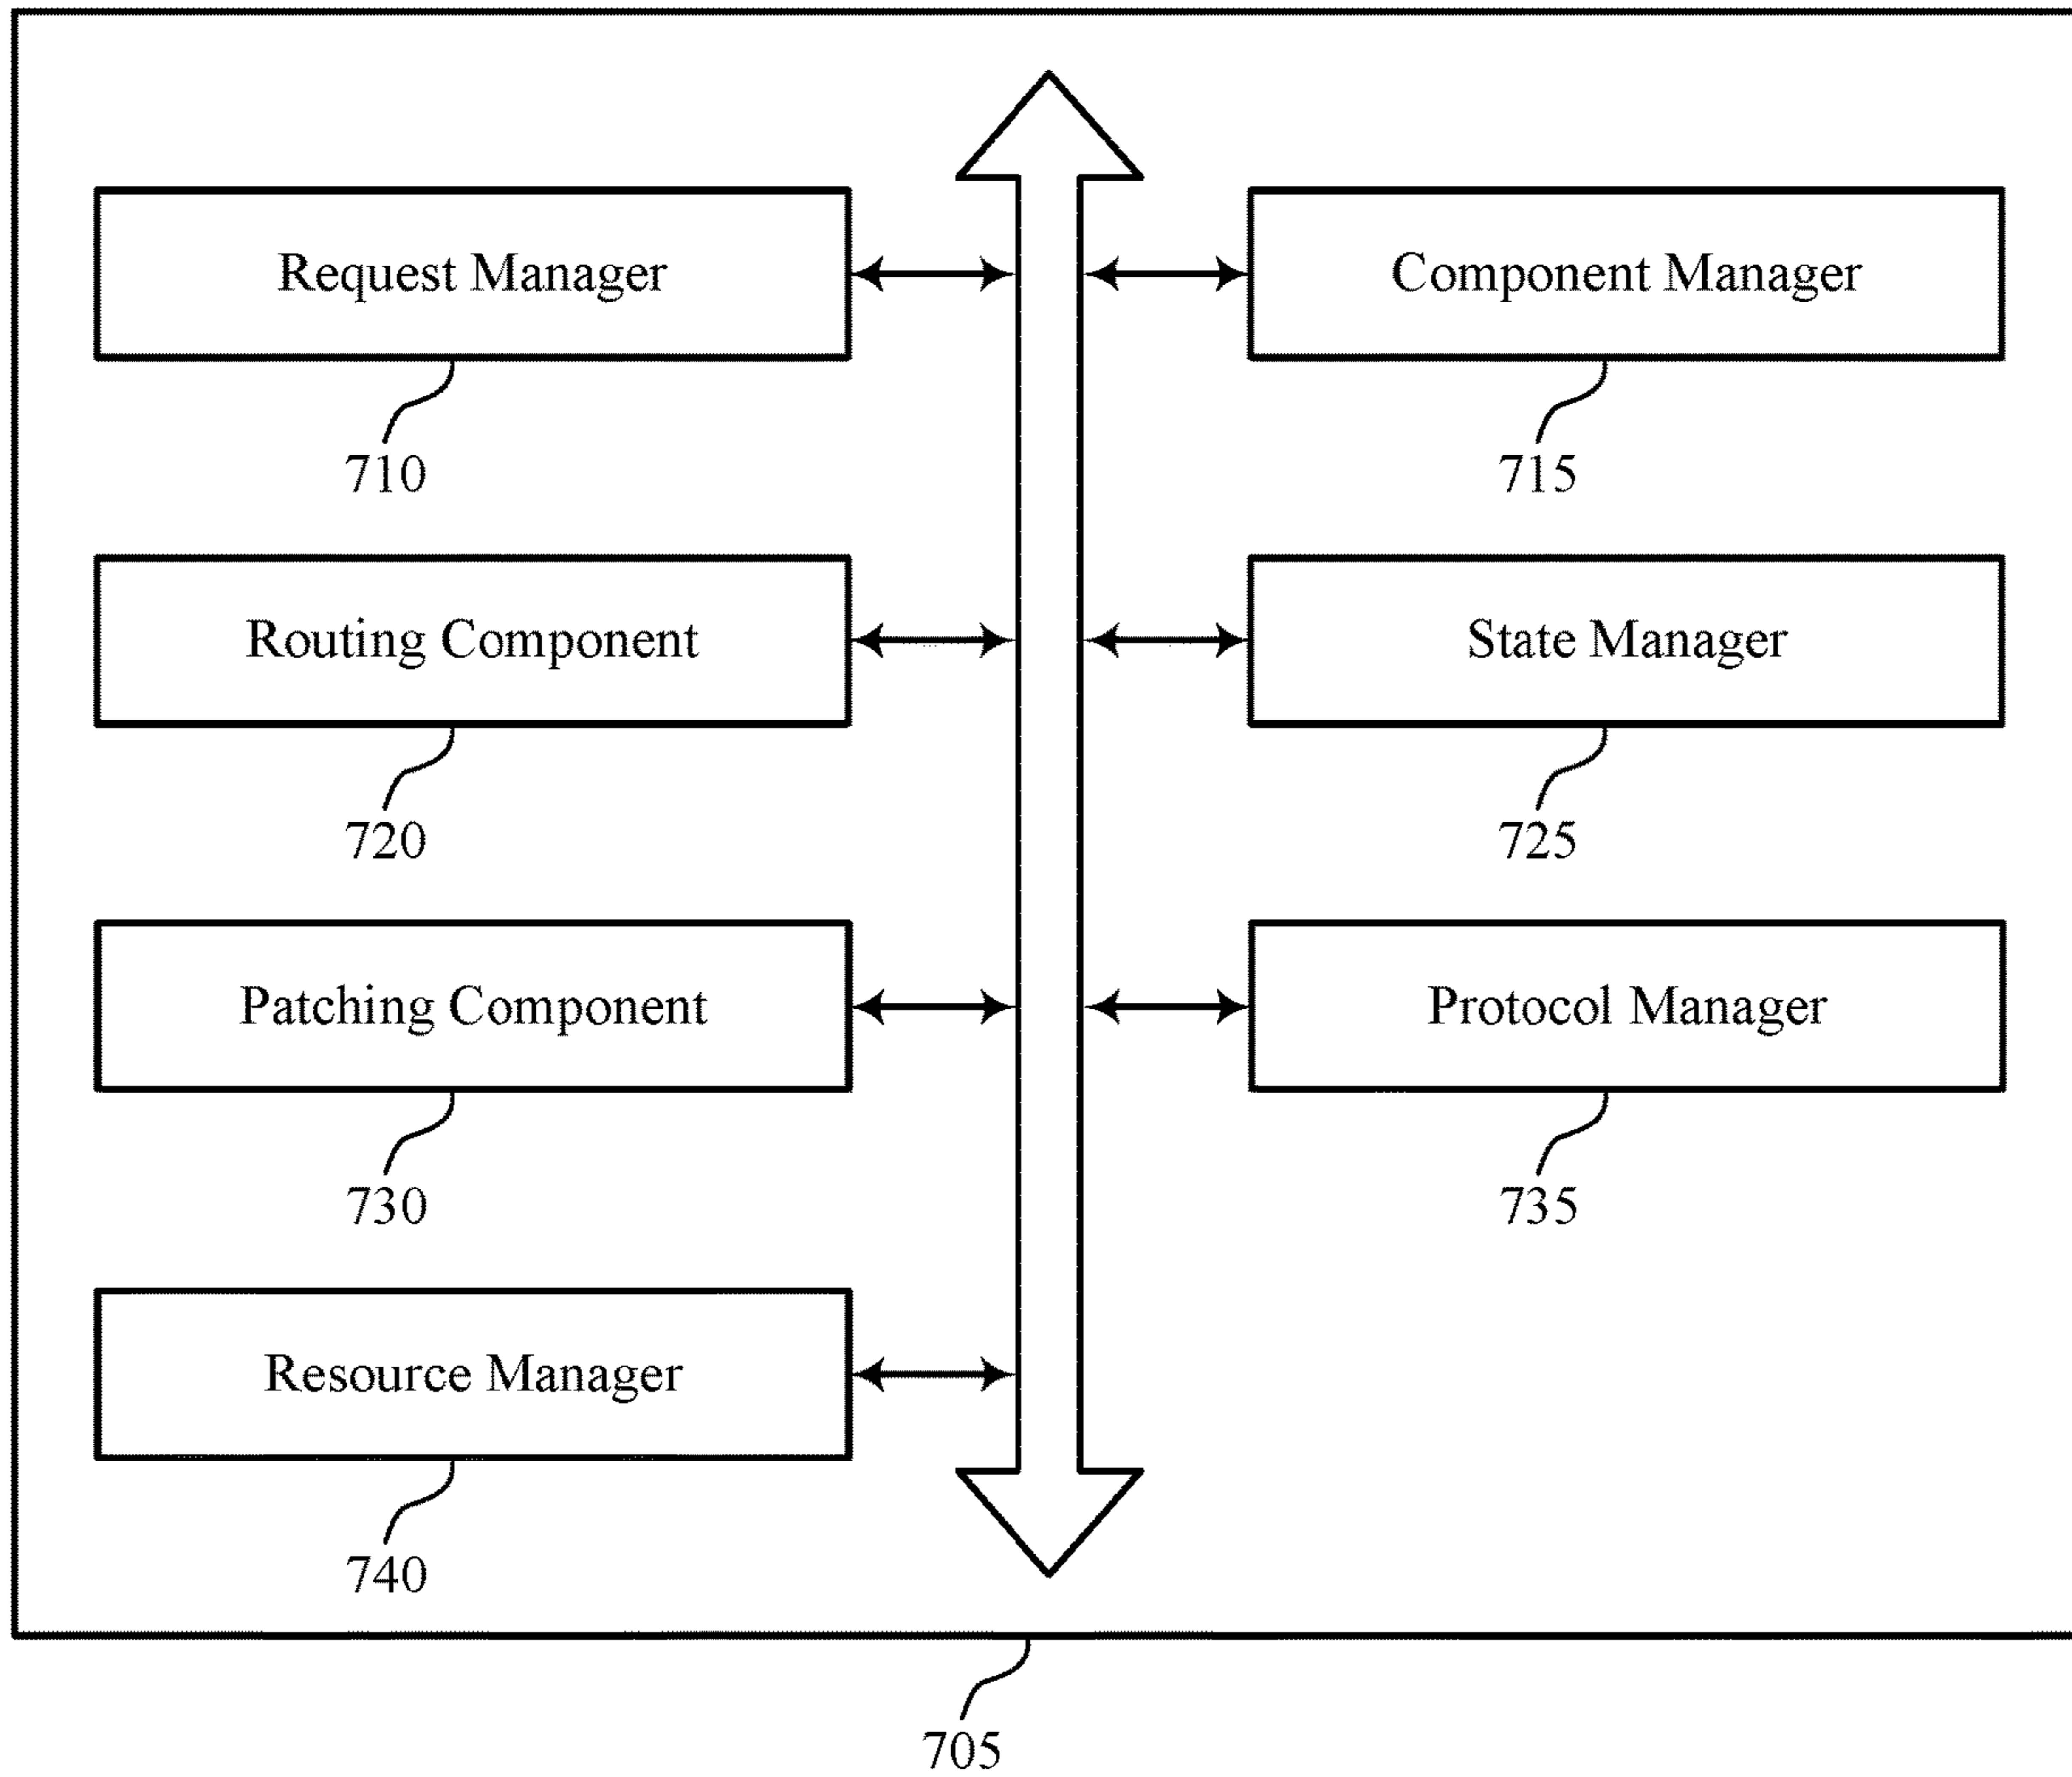 Request Manager
Component Manager
710
715
Routing Component
State Manager
720
725
Patching Component
Protocol Manager
730
735
Resource Manager
740
705